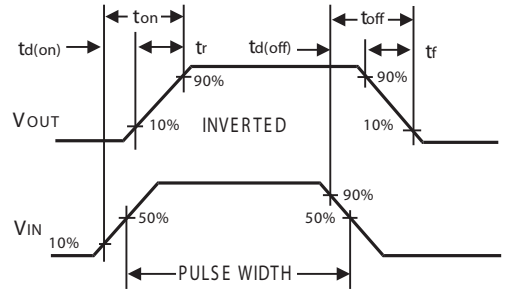 ton toff
td(on) tr td(off) tf
90% 90%
VOUT 10% INVERTED 10%
90%
VIN 10% 50% 50%
PULSE WIDTH